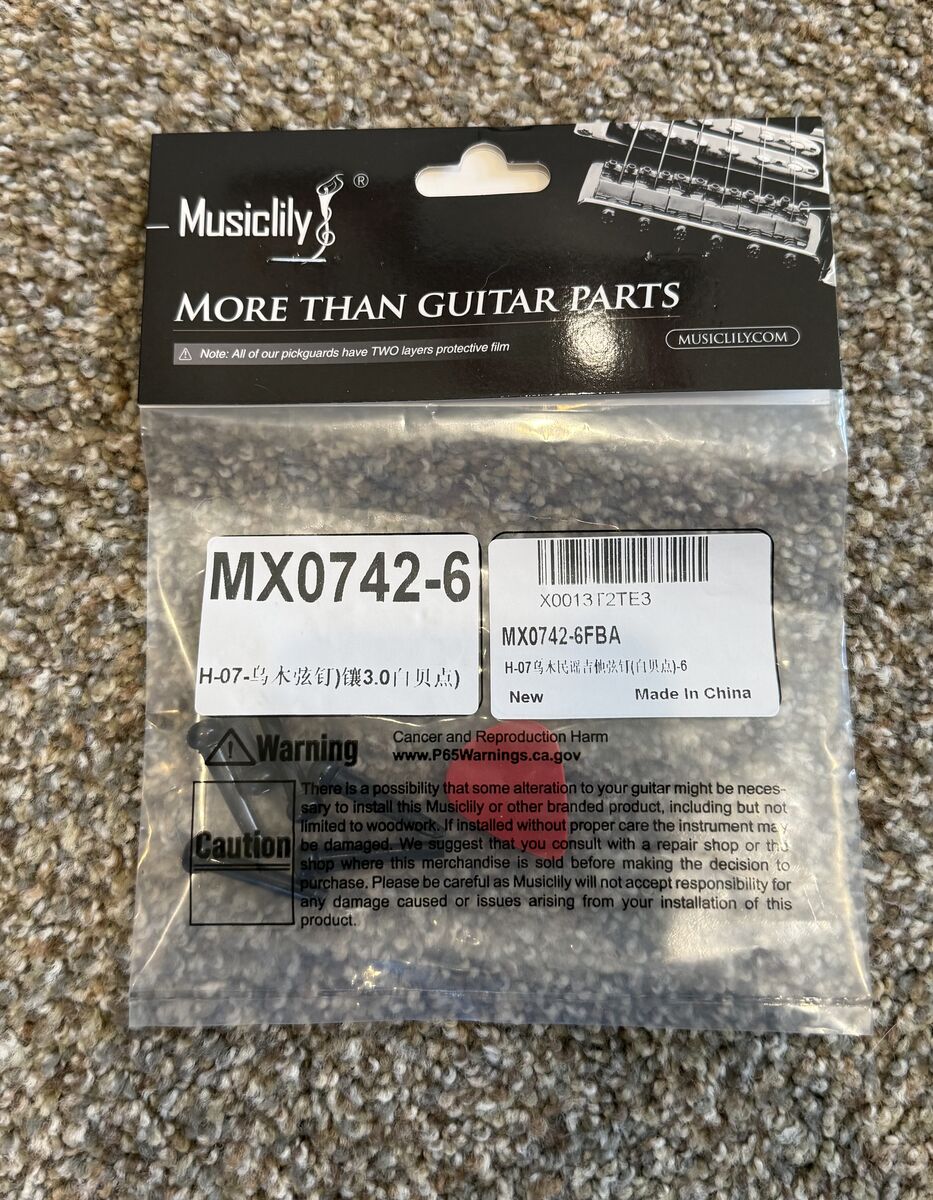 Musiclily ®
MORE THAN GUITAR PARTS
Note: All of our pickguards have TWO layers protective film
MUSICLILY.COM
MX0742-6
H-07-乌木弦钉)镶3.0白贝点)
X0013T2TE3
MX0742-6FBA
H-07乌木民谣吉他弦钉(白贝点)-6
New Made In China
Warning
Cancer and Reproduction Harm
www.P65Warnings.ca.gov
Caution
There is a possibility that some alteration to your guitar might be neces-
sary to install this Musiclily or other branded product, including but not
limited to woodwork. If installed without proper care the instrument may
be damaged. We suggest that you consult with a repair shop or the
shop where this merchandise is sold before making the decision to
purchase. Please be careful as Musiclily will not accept responsibility for
any damage caused or issues arising from your installation of this
product.